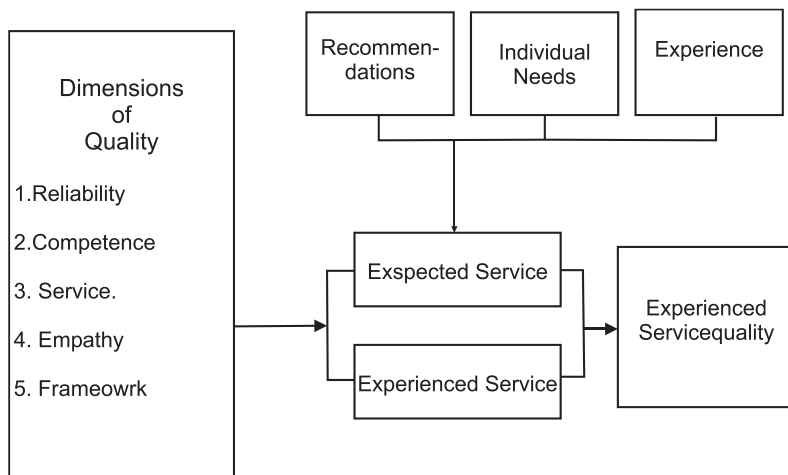 Dimensions
of
Quality
1.Reliability
2.Competence
3. Service.
4. Empathy
5. Frameowrk
Recommen-
dations
Individual
Needs
Experience
Exspected Service
Experienced Service
Experienced
Servicequality